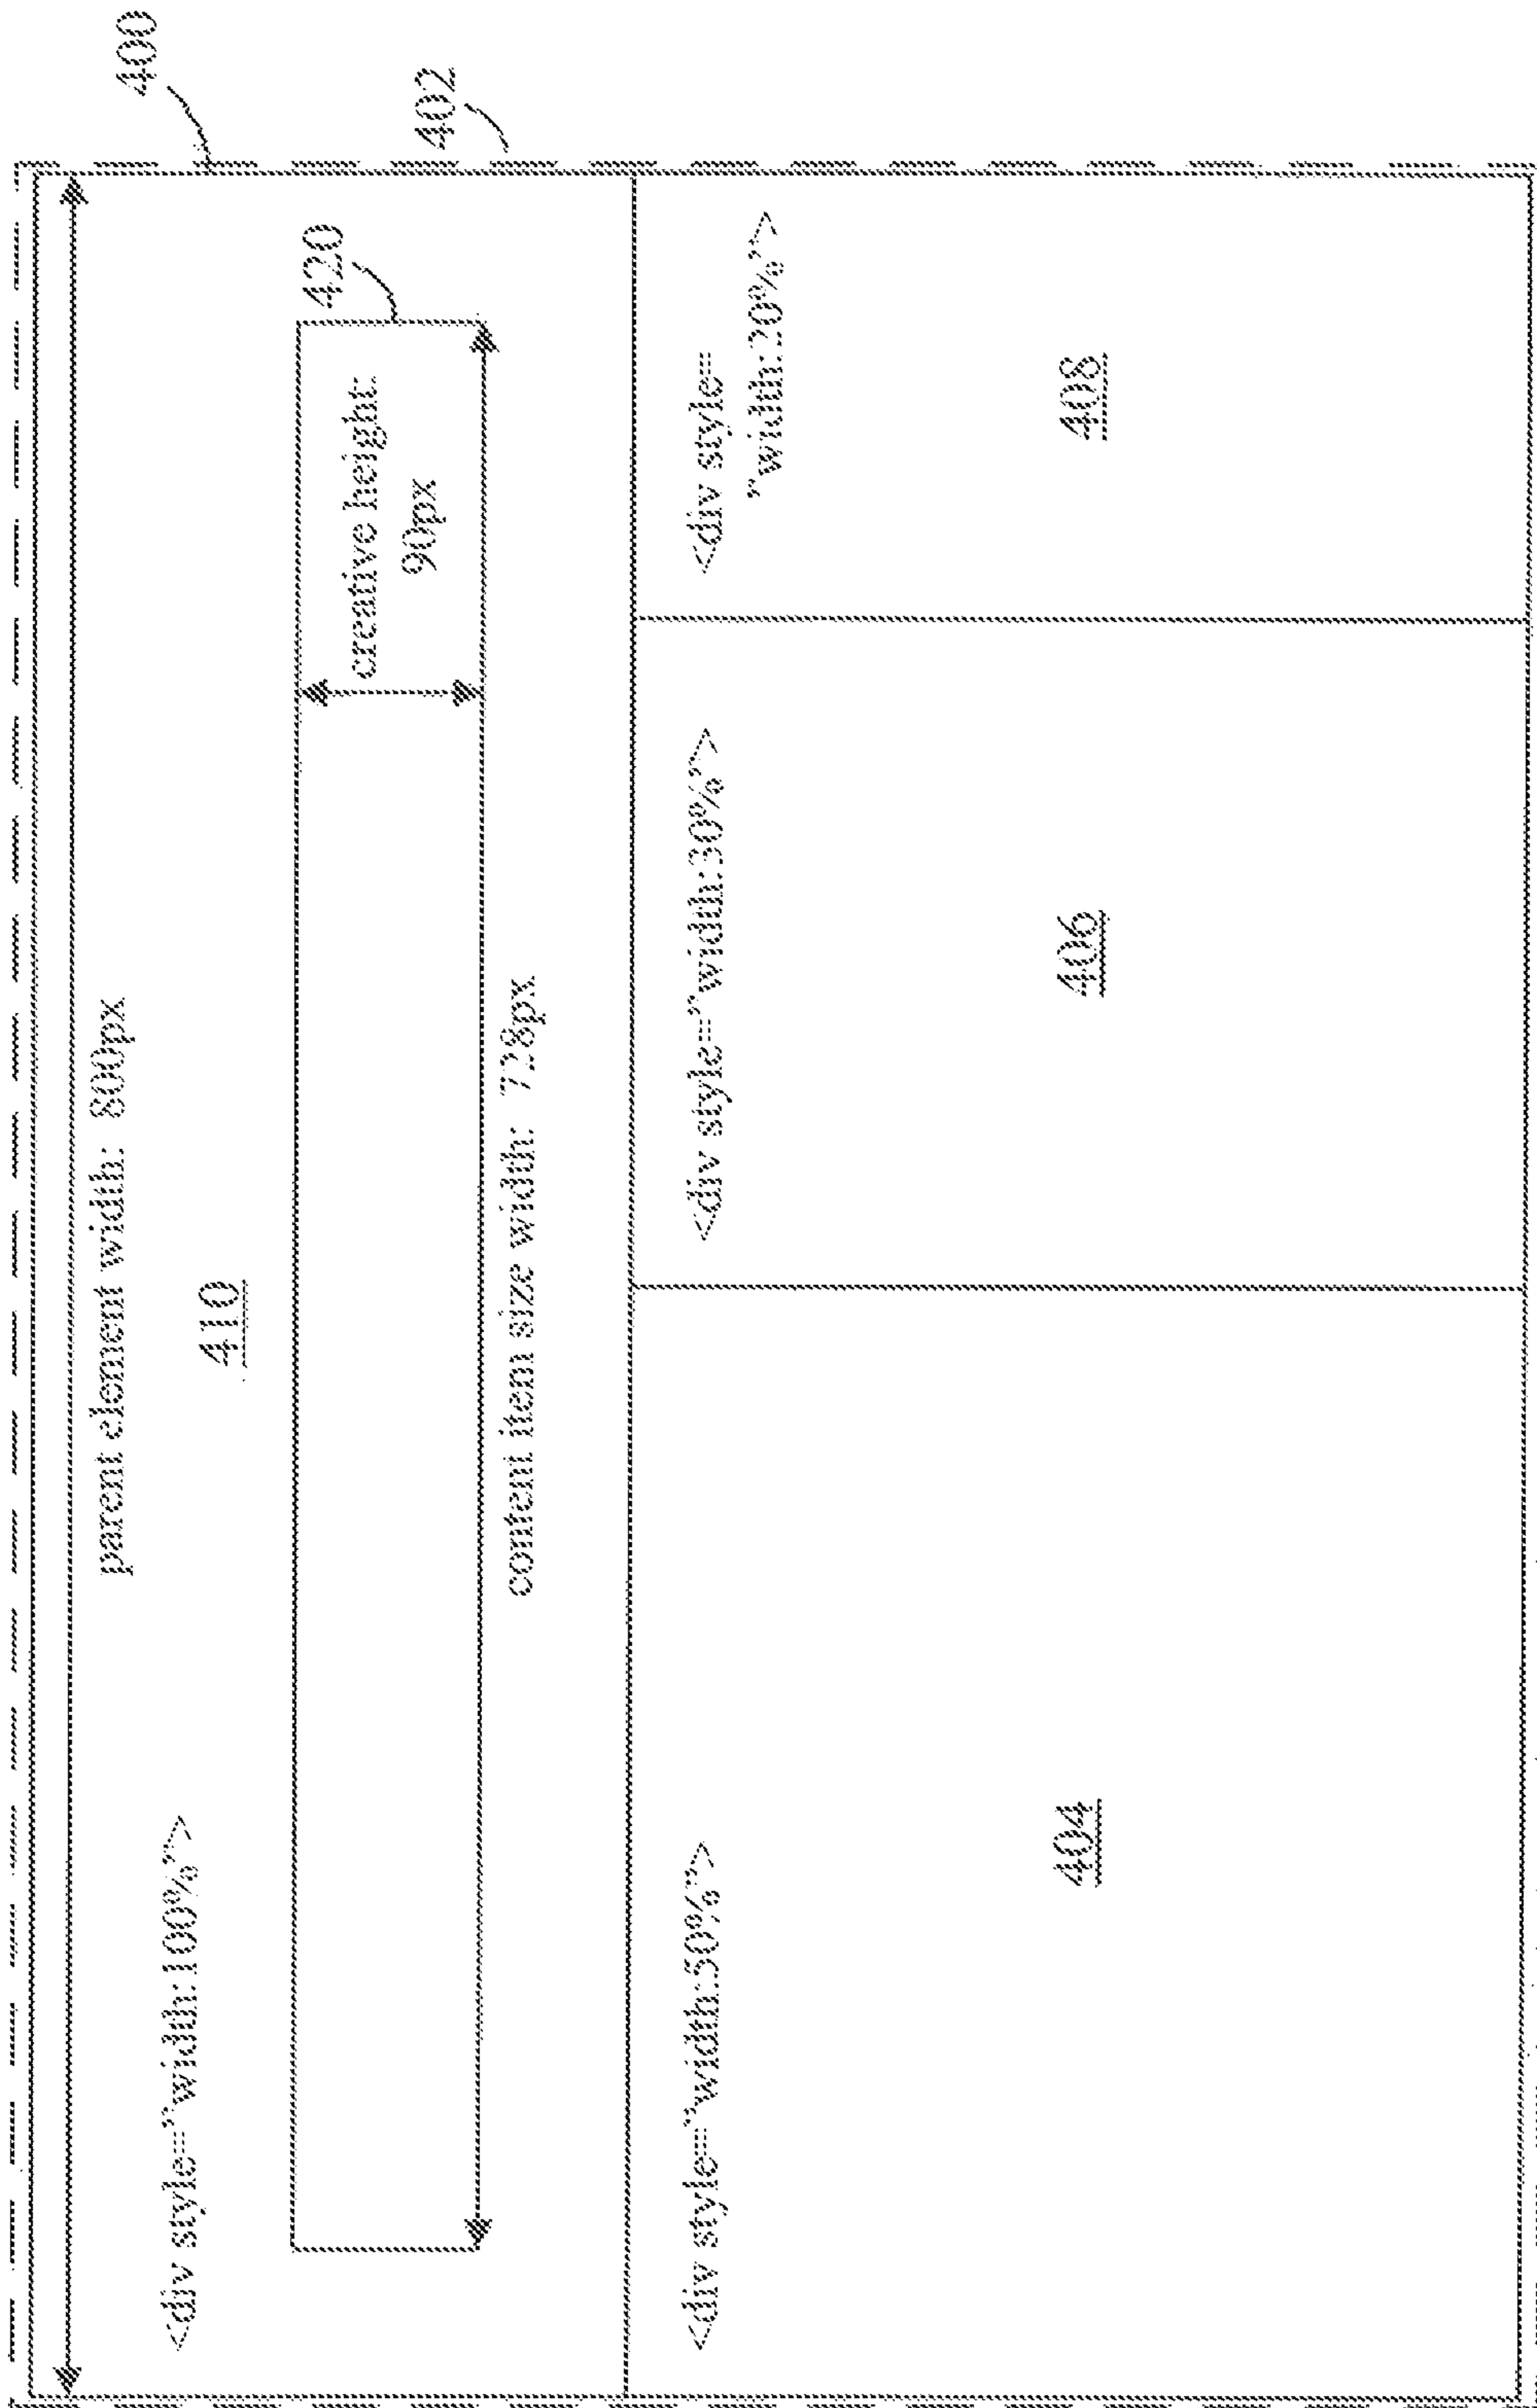 400
parent element width: 800px
402
<div style="width:100%">
410
420
creative height:
90px
content item size width: 728px
<div style="width:50%">
<div style="width:30%">
<div style=
"width:20%">
404
406
408